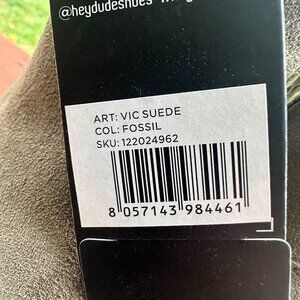 @heydudeshoes
ART: VIC SUEDE
COL: FOSSIL
SKU: 122024962
8 057143 984461